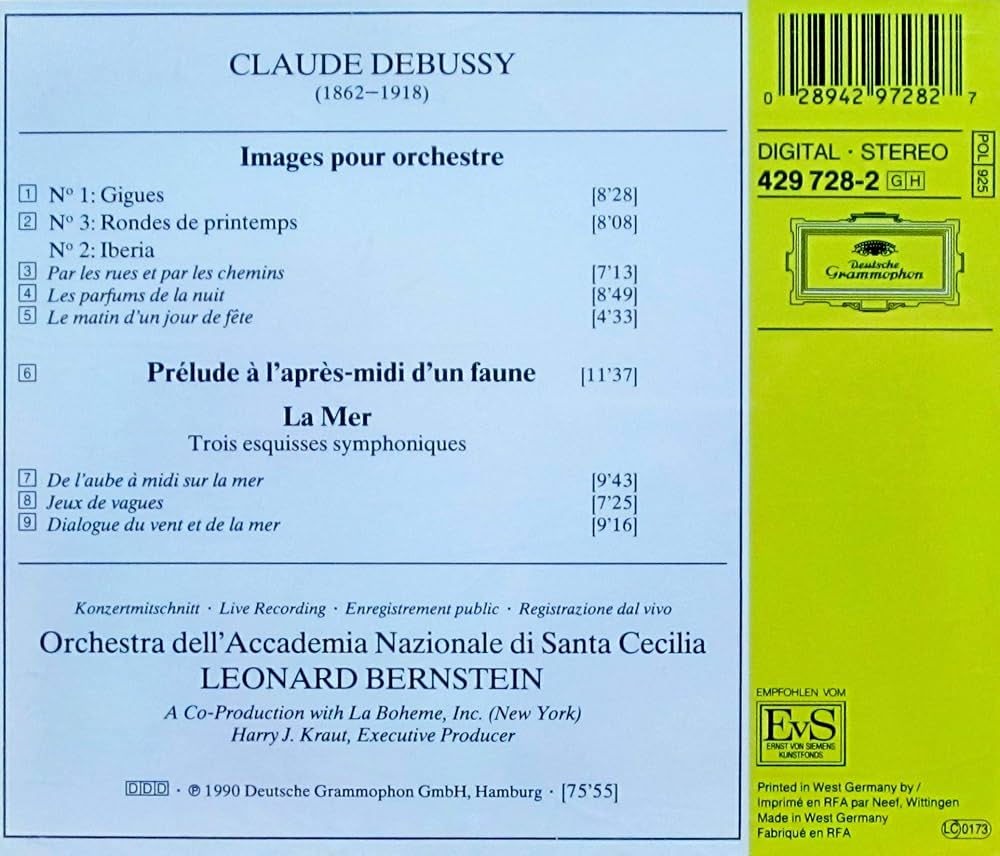 CLAUDE DEBUSSY
(1862–1918)
Images pour orchestre
1 Nº 1: Gigues [8'28]
2 Nº 3: Rondes de printemps [8'08]
Nº 2: Iberia
3 Par les rues et par les chemins [7'13]
4 Les parfums de la nuit [8'49]
5 Le matin d'un jour de fête [4'33]
6 Prélude à l'après-midi d'un faune [11'37]
La Mer
Trois esquisses symphoniques
7 De l'aube à midi sur la mer [9'43]
8 Jeux de vagues [7'25]
9 Dialogue du vent et de la mer [9'16]
Konzertmitschnitt · Live Recording · Enregistrement public · Registrazione dal vivo
Orchestra dell'Accademia Nazionale di Santa Cecilia
LEONARD BERNSTEIN
A Co-Production with La Boheme, Inc. (New York)
Harry J. Kraut, Executive Producer
DDD · ℗ 1990 Deutsche Grammophon GmbH, Hamburg · [75'55]
0 28942 97282 7
DIGITAL · STEREO
429 728-2 GH
POL 925
Deutsche
Grammophon
EMPFOHLEN VOM
EvS
ERNST VON SIEMENS
KUNSTFONDS
Printed in West Germany by /
Imprimé en RFA par Neef, Wittingen
Made in West Germany
Fabriqué en RFA
LC 0173